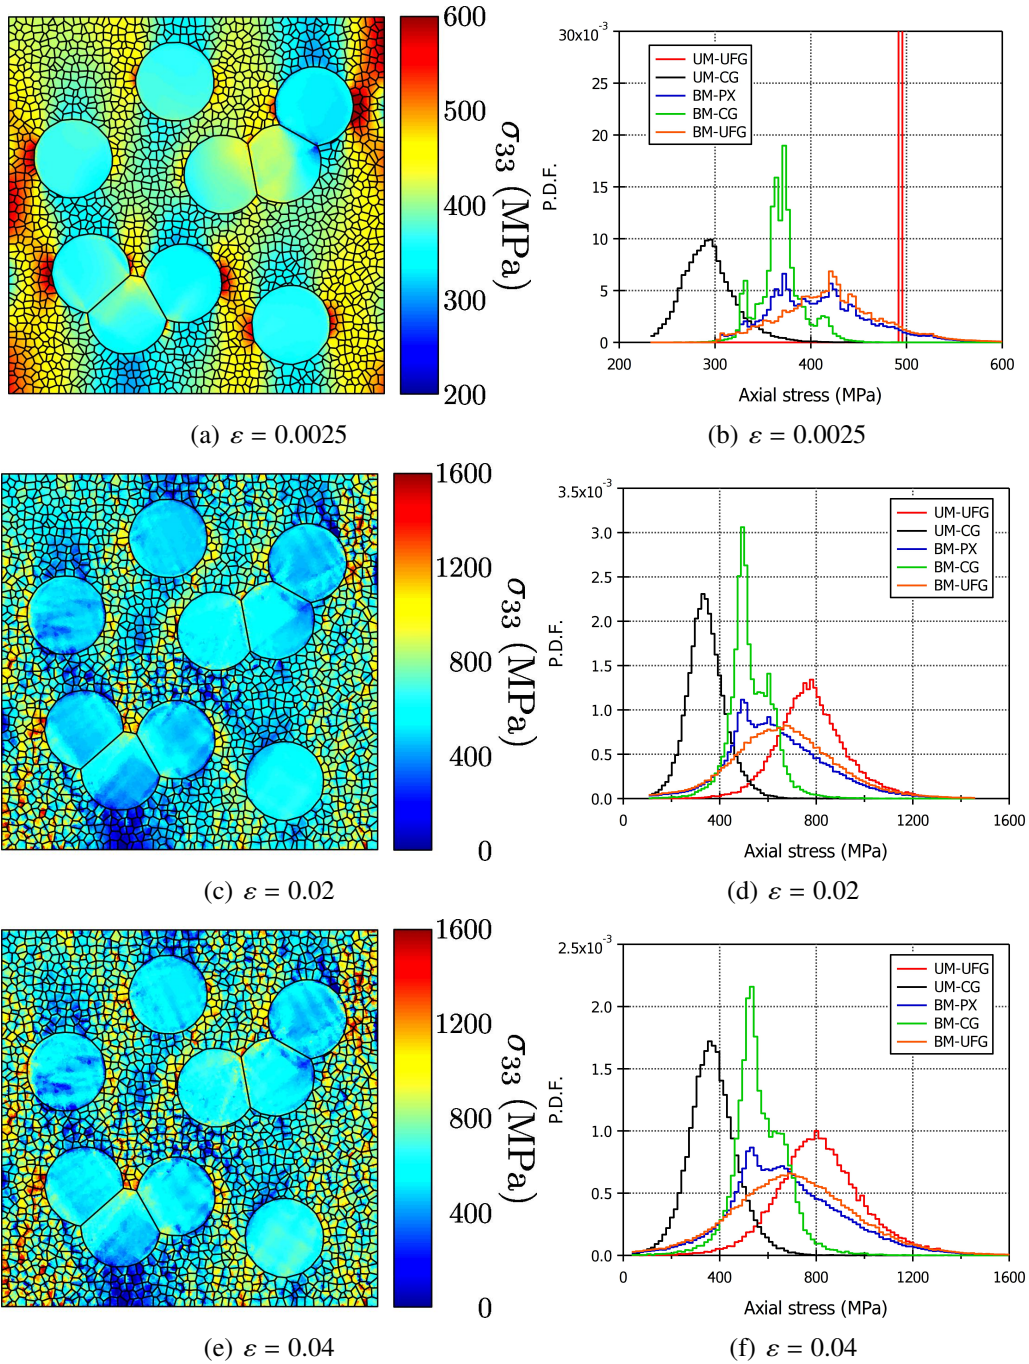 600
500
400
300
200
σ33 (MPa)
(a) ε = 0.0025
30x10-3
25
20
15
10
5
0
P.D.F.
UM-UFG
UM-CG
BM-PX
BM-CG
BM-UFG
200
300
400
500
600
Axial stress (MPa)
(b) ε = 0.0025
1600
1200
800
400
0
σ33 (MPa)
(c) ε = 0.02
3.5x10-3
3.0
2.5
2.0
1.5
1.0
0.5
0.0
P.D.F.
UM-UFG
UM-CG
BM-PX
BM-CG
BM-UFG
0
400
800
1200
1600
Axial stress (MPa)
(d) ε = 0.02
1600
1200
800
400
0
σ33 (MPa)
(e) ε = 0.04
2.5x10-3
2.0
1.5
1.0
0.5
0.0
P.D.F.
UM-UFG
UM-CG
BM-PX
BM-CG
BM-UFG
0
400
800
1200
1600
Axial stress (MPa)
(f) ε = 0.04